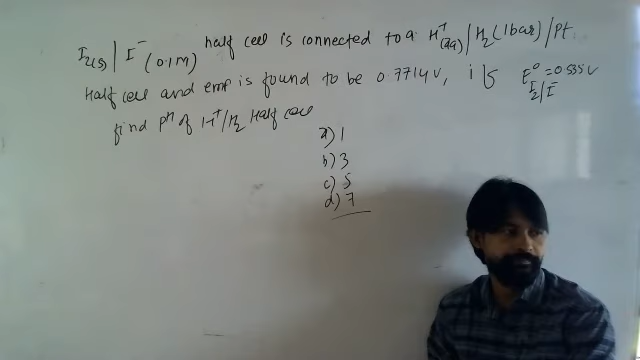 I2(s) | I⁻ (0.1M) half cell is connected to a H⁺(aq) / H2 (1bar) / Pt
Half cell and emf is found to be 0.7714V, if E° I2/I⁻ = 0.535V
find pH of H⁺/H2 Half cell
a) 1
b) 3
c) 5
d) 7